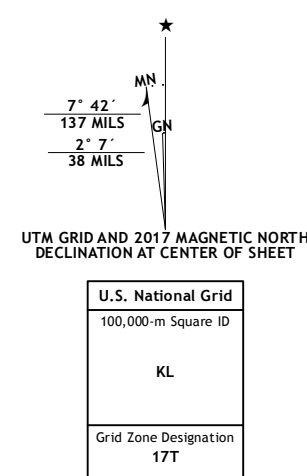 ★
MN
7° 42´
137 MILS
GN
2° 7´
38 MILS
UTM GRID AND 2017 MAGNETIC NORTH
DECLINATION AT CENTER OF SHEET
U.S. National Grid
100,000-m Square ID
KL
Grid Zone Designation
17T